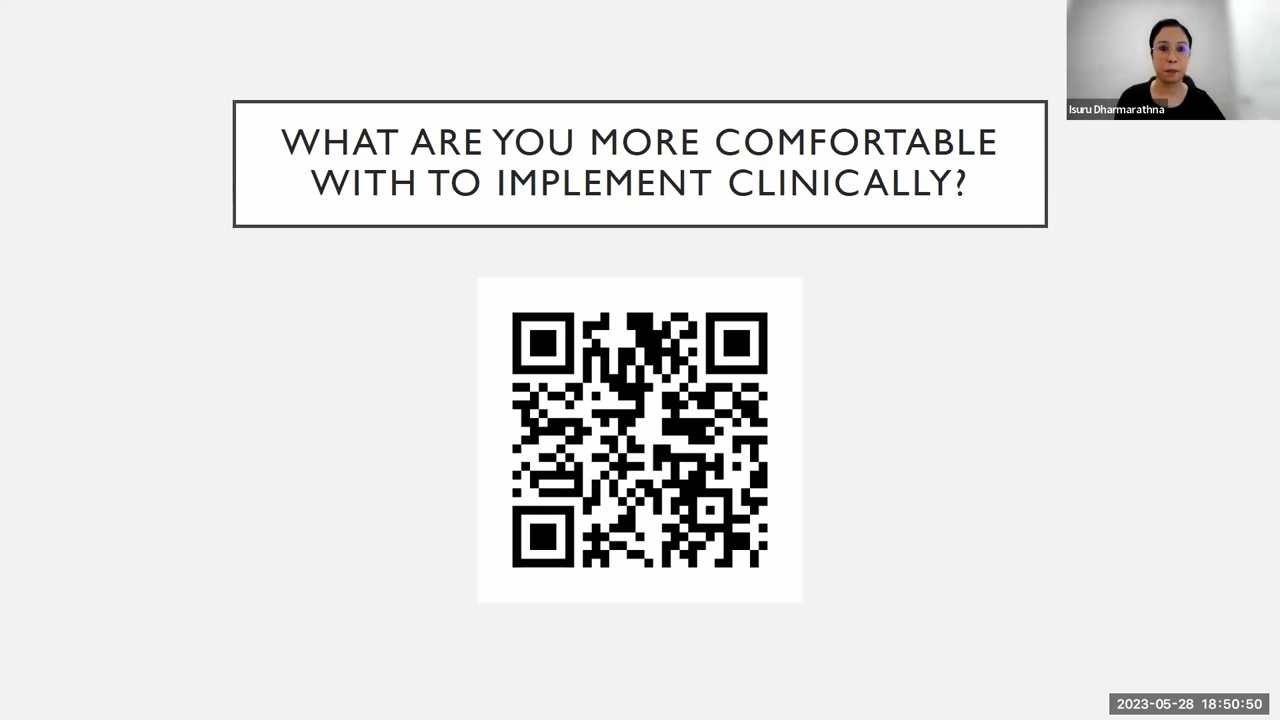 WHAT ARE YOU MORE COMFORTABLE
WITH TO IMPLEMENT CLINICALLY?
Isuru Dharmarathna
2023-05-28 18:50:50